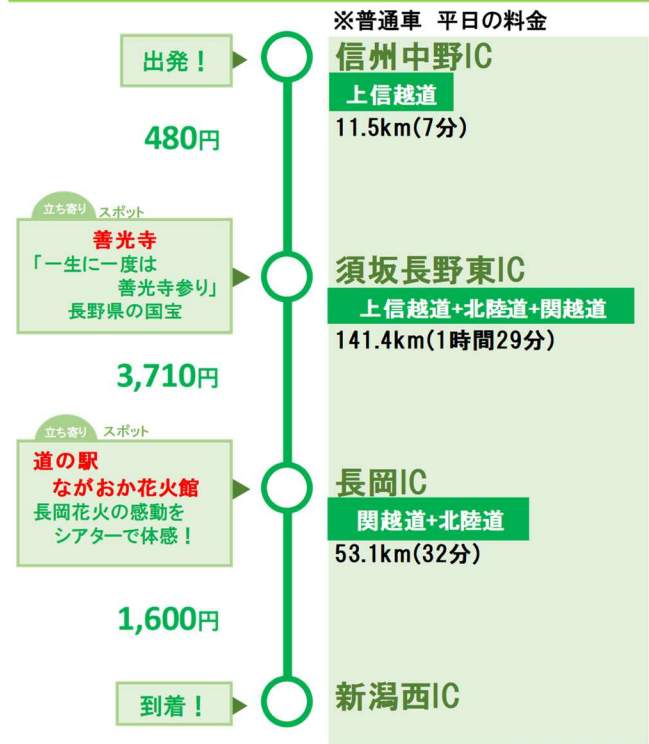 ※普通車 平日の料金
出発！
信州中野IC
上信越道
11.5km(7分)
480円
立ち寄り スポット
善光寺
「一生に一度は
善光寺参り」
長野県の国宝
須坂長野東IC
上信越道+北陸道+関越道
141.4km(1時間29分)
3,710円
立ち寄り スポット
道の駅
ながおか花火館
長岡花火の感動を
シアターで体感！
長岡IC
関越道+北陸道
53.1km(32分)
1,600円
到着！
新潟西IC